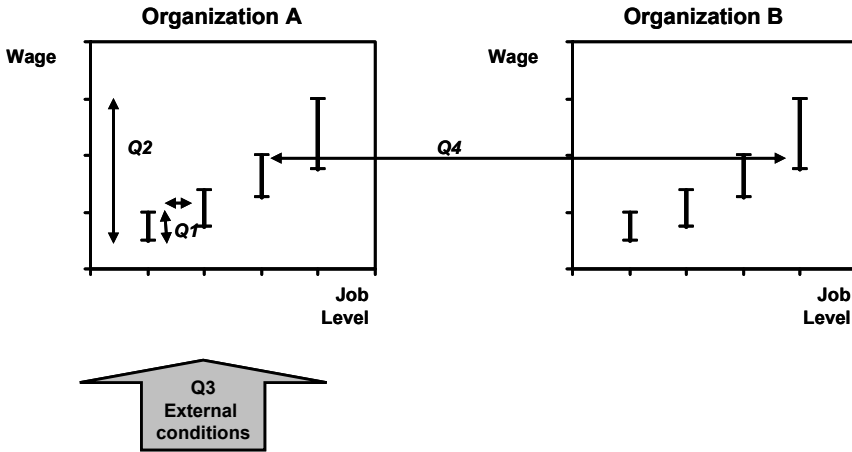 Organization A
Organization B
Wage
Wage
Q2
Q4
Q1
Job
Level
Job
Level
Q3
External
conditions